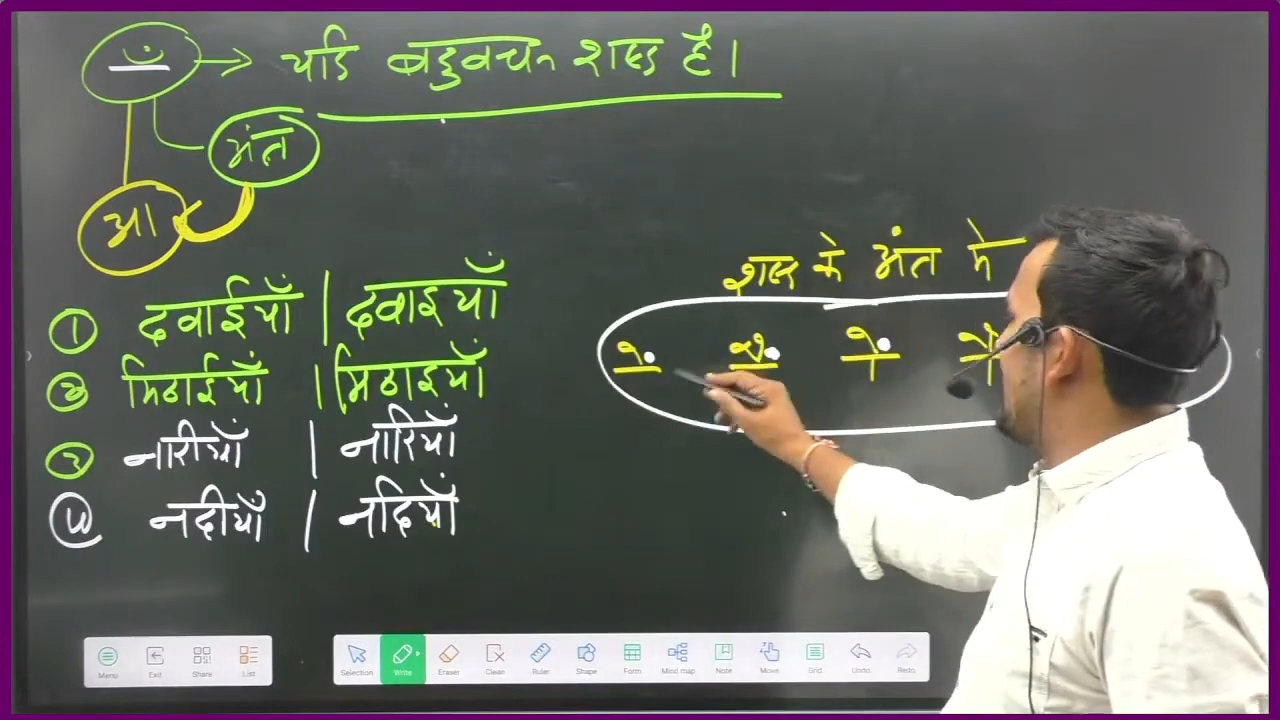 ँ → यदि बहुवचन शब्द है।
अंत
आ
शब्द के अंत में
① दवाईयाँ | दवाइयाँ
② मिठाईयाँ | मिठाइयाँ
③ नारीयाँ | नारियाँ
④ नदीयाँ | नदियाँ
Menu Exit Share List Selection Write Eraser Clean Ruler Shape Form Mind map Note Move Grid Undo Redo